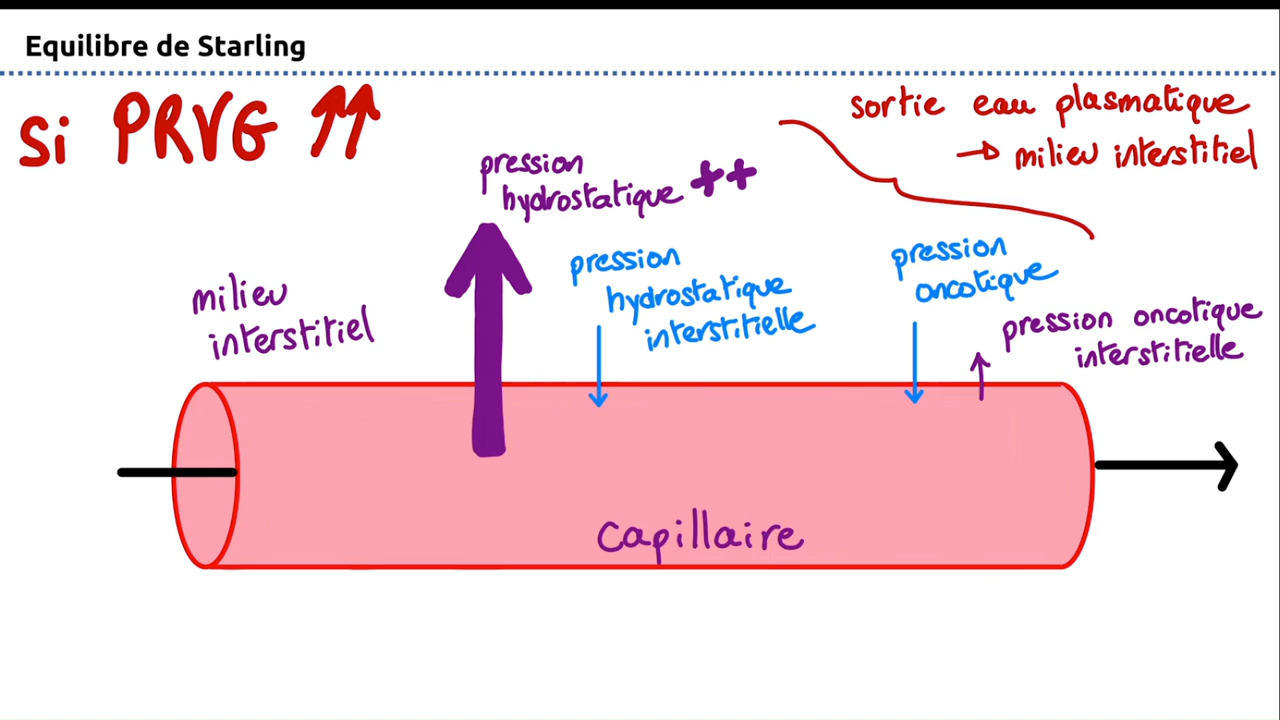 Equilibre de Starling
Si PRVG ↑↑
sortie eau plasmatique
→ milieu interstitiel
pression
hydrostatique ++
pression
hydrostatique
interstitielle
pression
oncotique
milieu
interstitiel
pression oncotique
interstitielle
Capillaire